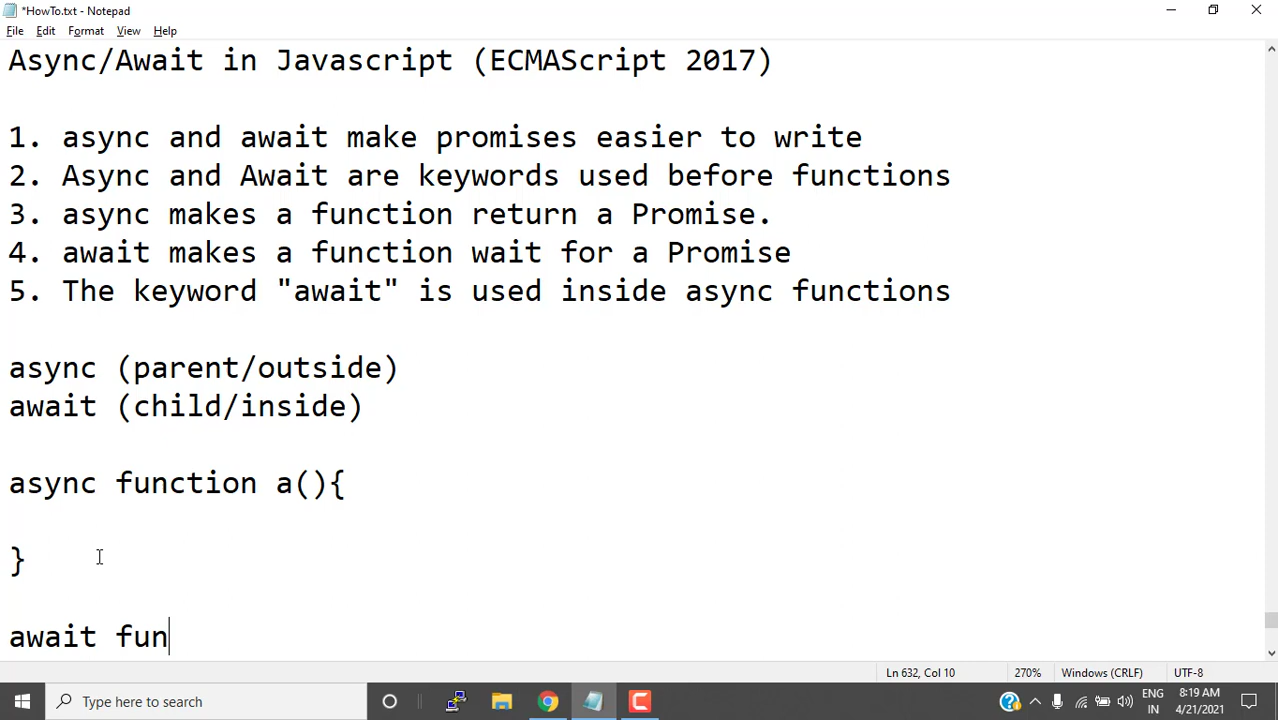 *HowTo.txt - Notepad
File Edit Format View Help
Async/Await in Javascript (ECMAScript 2017)
1. async and await make promises easier to write
2. Async and Await are keywords used before functions
3. async makes a function return a Promise.
4. await makes a function wait for a Promise
5. The keyword "await" is used inside async functions
async (parent/outside)
await (child/inside)
async function a(){
}
await fun
Ln 632, Col 10 270% Windows (CRLF) UTF-8
Type here to search
ENG 8:19 AM
IN 4/21/2021